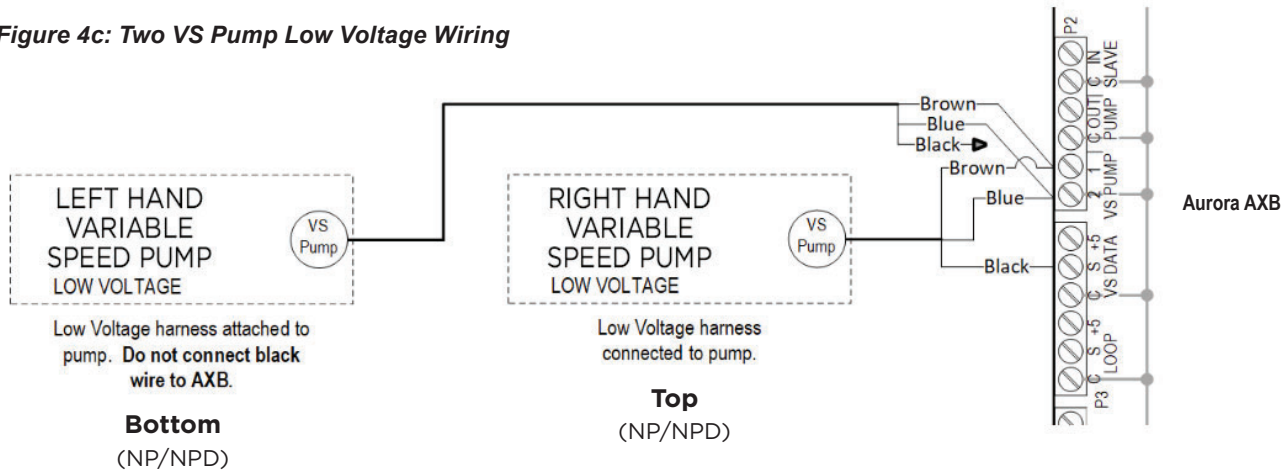 Figure 4c: Two VS Pump Low Voltage Wiring
Brown
Blue
Black
Brown
Blue
Black
LEFT HAND
VARIABLE
SPEED PUMP
LOW VOLTAGE
VS
Pump
Low Voltage harness attached to
pump. Do not connect black
wire to AXB.
Bottom
(NP/NPD)
RIGHT HAND
VARIABLE
SPEED PUMP
LOW VOLTAGE
VS
Pump
Low Voltage harness
connected to pump.
Top
(NP/NPD)
P2
C IN
SLAVE
C OUT
PUMP
2 1
VS PUMP
C S +5
VS DATA
C S +5
LOOP
P3
Aurora AXB